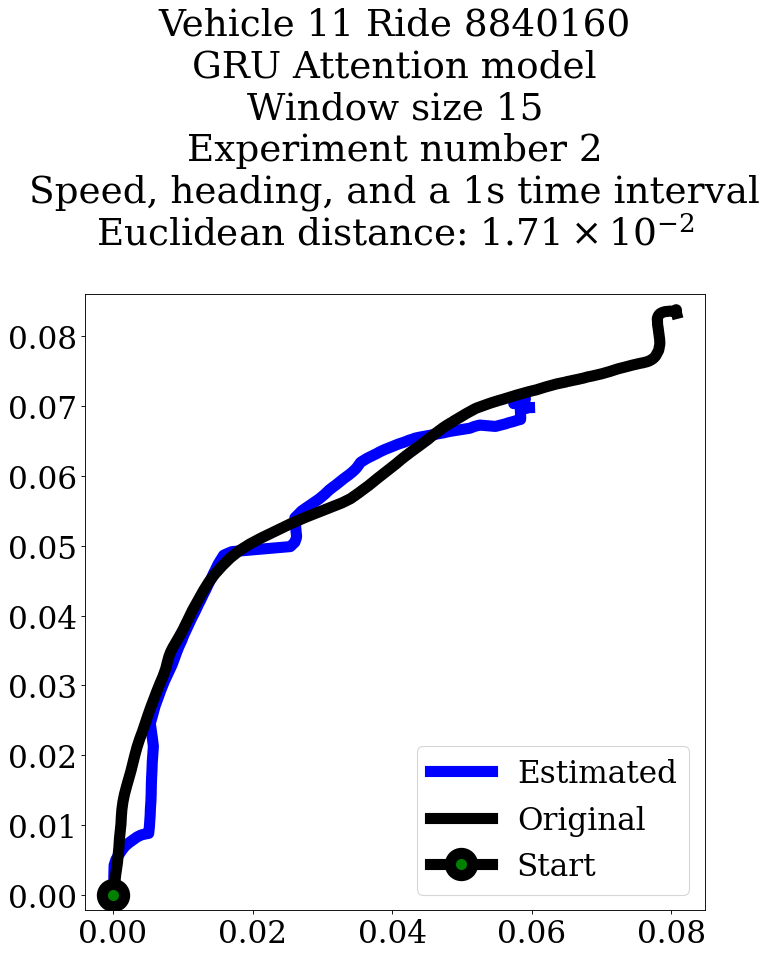 Vehicle 11 Ride 8840160
GRU Attention model
Window size 15
Experiment number 2
Speed, heading, and a 1s time interval
Euclidean distance: 1.71 × 10⁻²
0.08
0.07
0.06
0.05
0.04
0.03
0.02
0.01
0.00
Estimated
Original
Start
0.00 0.02 0.04 0.06 0.08